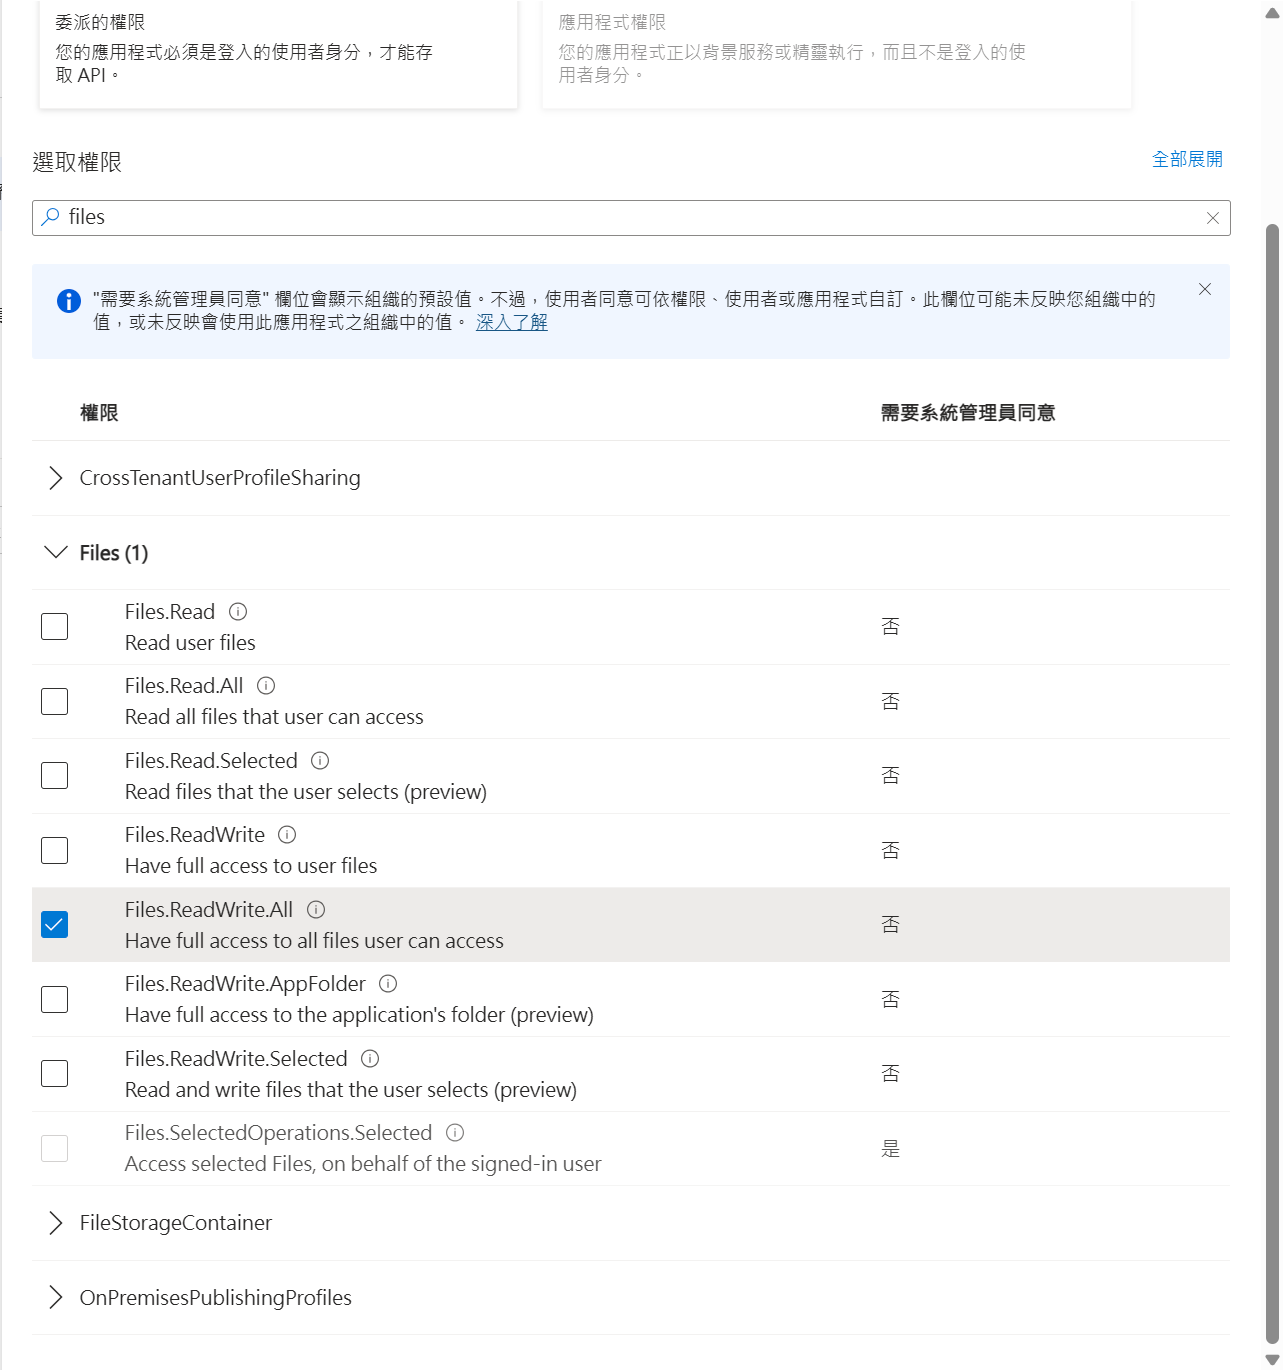 委派的權限
您的應用程式必須是登入的使用者身分，才能存
取 API。
應用程式權限
您的應用程式正以背景服務或精靈執行，而且不是登入的使
用者身分。
選取權限
全部展開
files
"需要系統管理員同意" 欄位會顯示組織的預設值。不過，使用者同意可依權限、使用者或應用程式自訂。此欄位可能未反映您組織中的
值，或未反映會使用此應用程式之組織中的值。 深入了解
權限 需要系統管理員同意
CrossTenantUserProfileSharing
Files (1)
Files.Read
Read user files
否
Files.Read.All
Read all files that user can access
否
Files.Read.Selected
Read files that the user selects (preview)
否
Files.ReadWrite
Have full access to user files
否
Files.ReadWrite.All
Have full access to all files user can access
否
Files.ReadWrite.AppFolder
Have full access to the application's folder (preview)
否
Files.ReadWrite.Selected
Read and write files that the user selects (preview)
否
Files.SelectedOperations.Selected
Access selected Files, on behalf of the signed-in user
是
FileStorageContainer
OnPremisesPublishingProfiles